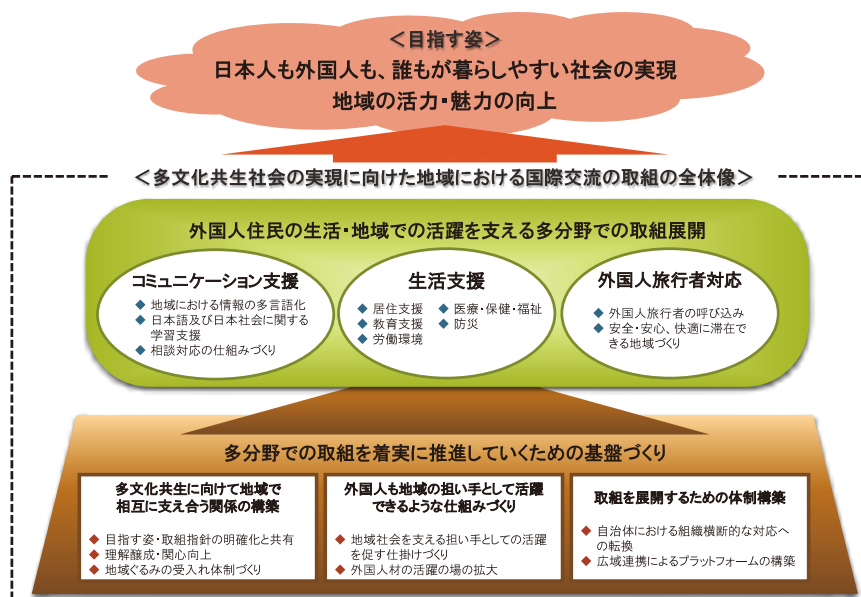 ＜目指す姿＞
日本人も外国人も、誰もが暮らしやすい社会の実現
地域の活力・魅力の向上
＜多文化共生社会の実現に向けた地域における国際交流の取組の全体像＞
外国人住民の生活・地域での活躍を支える多分野での取組展開
コミュニケーション支援
◆ 地域における情報の多言語化
◆ 日本語及び日本社会に関する
学習支援
◆ 相談対応の仕組みづくり
生活支援
◆ 居住支援
◆ 教育支援
◆ 労働環境
◆ 医療・保健・福祉
◆ 防災
外国人旅行者対応
◆ 外国人旅行者の呼び込み
◆ 安全・安心、快適に滞在で
きる地域づくり
多分野での取組を着実に推進していくための基盤づくり
多文化共生に向けて地域で
相互に支え合う関係の構築
◆ 目指す姿・取組指針の明確化と共有
◆ 理解醸成・関心向上
◆ 地域ぐるみの受入れ体制づくり
外国人も地域の担い手として活躍
できるような仕組みづくり
◆ 地域社会を支える担い手としての活躍
を促す仕掛けづくり
◆ 外国人材の活躍の場の拡大
取組を展開するための体制構築
◆ 自治体における組織横断的な対応へ
の転換
◆ 広域連携によるプラットフォームの構築